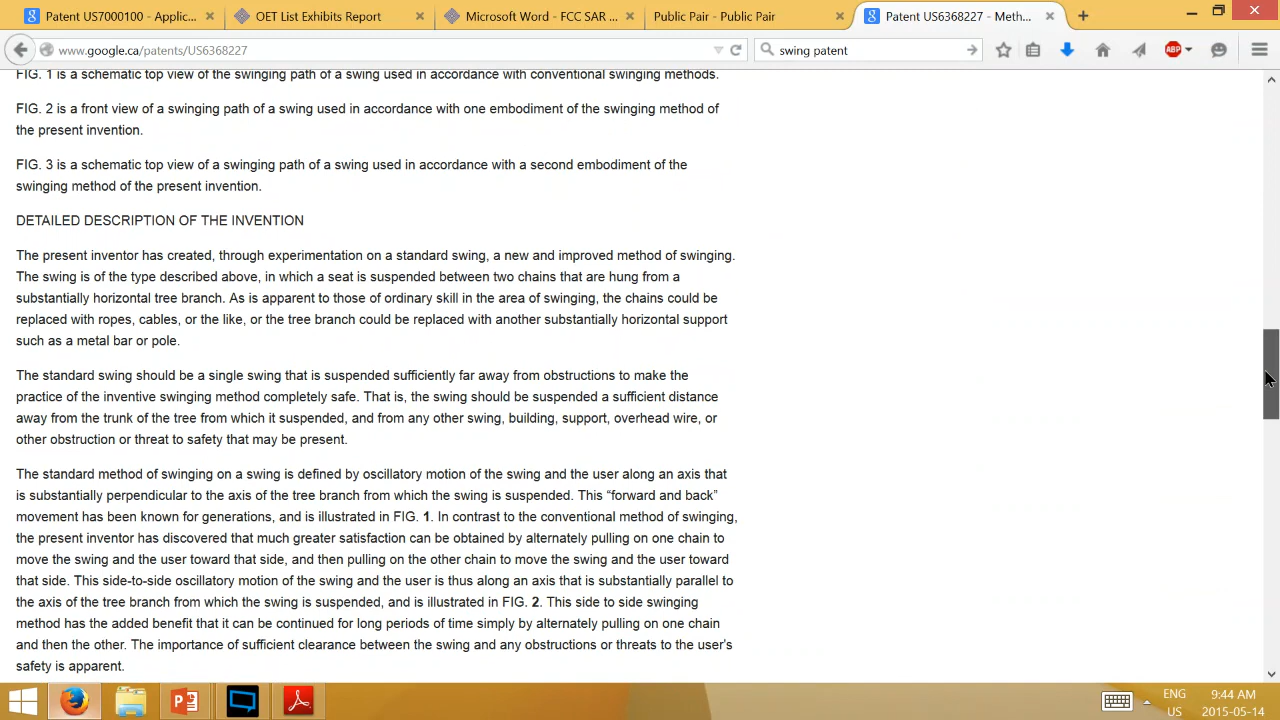 Patent US7000100 - Applic...
OET List Exhibits Report
Microsoft Word - FCC SAR ...
Public Pair - Public Pair
Patent US6368227 - Meth...
www.google.ca/patents/US6368227
swing patent
ABP
FIG. 1 is a schematic top view of the swinging path of a swing used in accordance with conventional swinging methods.
FIG. 2 is a front view of a swinging path of a swing used in accordance with one embodiment of the swinging method of
the present invention.
FIG. 3 is a schematic top view of a swinging path of a swing used in accordance with a second embodiment of the
swinging method of the present invention.
DETAILED DESCRIPTION OF THE INVENTION
The present inventor has created, through experimentation on a standard swing, a new and improved method of swinging.
The swing is of the type described above, in which a seat is suspended between two chains that are hung from a
substantially horizontal tree branch. As is apparent to those of ordinary skill in the area of swinging, the chains could be
replaced with ropes, cables, or the like, or the tree branch could be replaced with another substantially horizontal support
such as a metal bar or pole.
The standard swing should be a single swing that is suspended sufficiently far away from obstructions to make the
practice of the inventive swinging method completely safe. That is, the swing should be suspended a sufficient distance
away from the trunk of the tree from which it suspended, and from any other swing, building, support, overhead wire, or
other obstruction or threat to safety that may be present.
The standard method of swinging on a swing is defined by oscillatory motion of the swing and the user along an axis that
is substantially perpendicular to the axis of the tree branch from which the swing is suspended. This “forward and back”
movement has been known for generations, and is illustrated in FIG. 1. In contrast to the conventional method of swinging,
the present inventor has discovered that much greater satisfaction can be obtained by alternately pulling on one chain to
move the swing and the user toward that side, and then pulling on the other chain to move the swing and the user toward
that side. This side-to-side oscillatory motion of the swing and the user is thus along an axis that is substantially parallel to
the axis of the tree branch from which the swing is suspended, and is illustrated in FIG. 2. This side to side swinging
method has the added benefit that it can be continued for long periods of time simply by alternately pulling on one chain
and then the other. The importance of sufficient clearance between the swing and any obstructions or threats to the user's
safety is apparent.
ENG
US
9:44 AM
2015-05-14